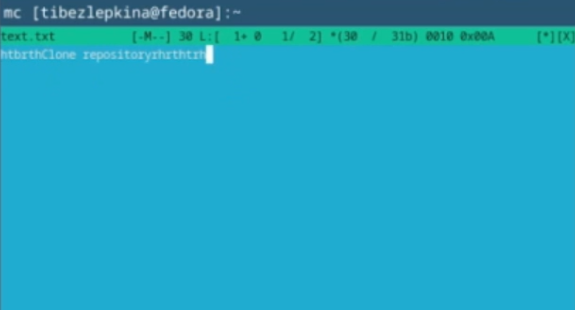 mc [tibezlepkina@fedora]:~
text.txt [-M--] 30 L:[ 1+ 0 1/ 2] *(30 / 31b) 0010 0x00A [*][X]
htbrthClone repositoryrhrthtrh